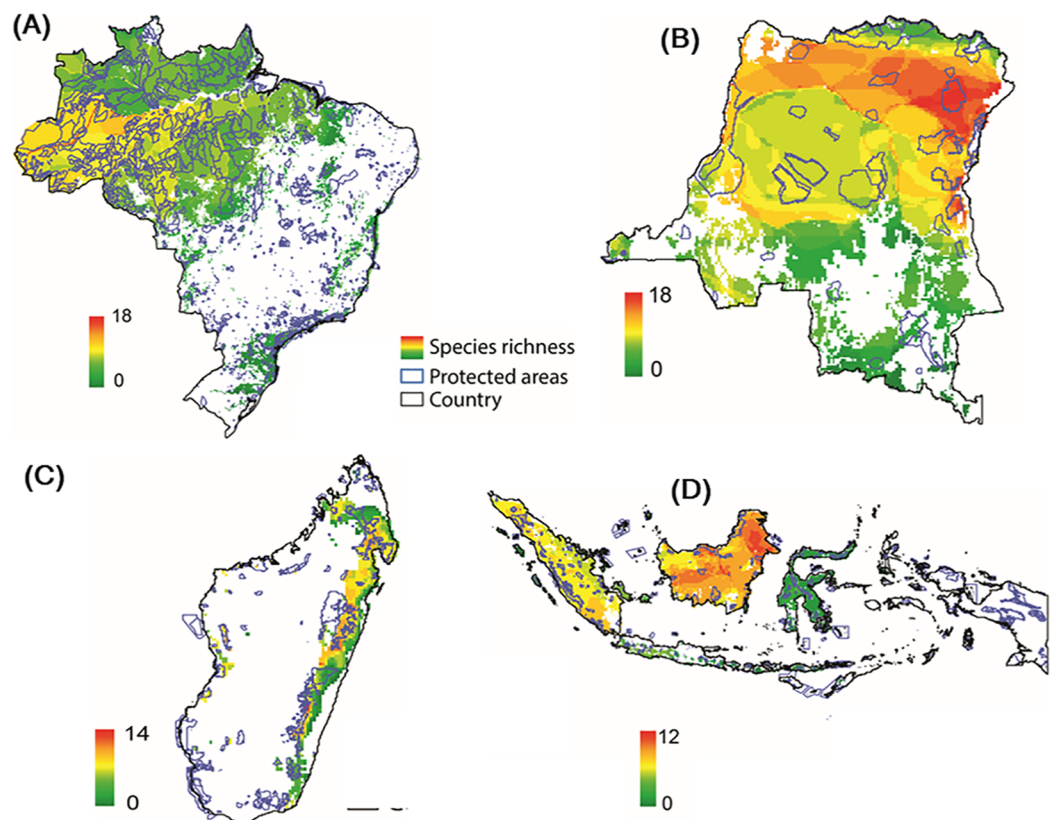 (A)
(B)
18
0
Species richness
Protected areas
Country
18
0
(C)
(D)
14
0
12
0